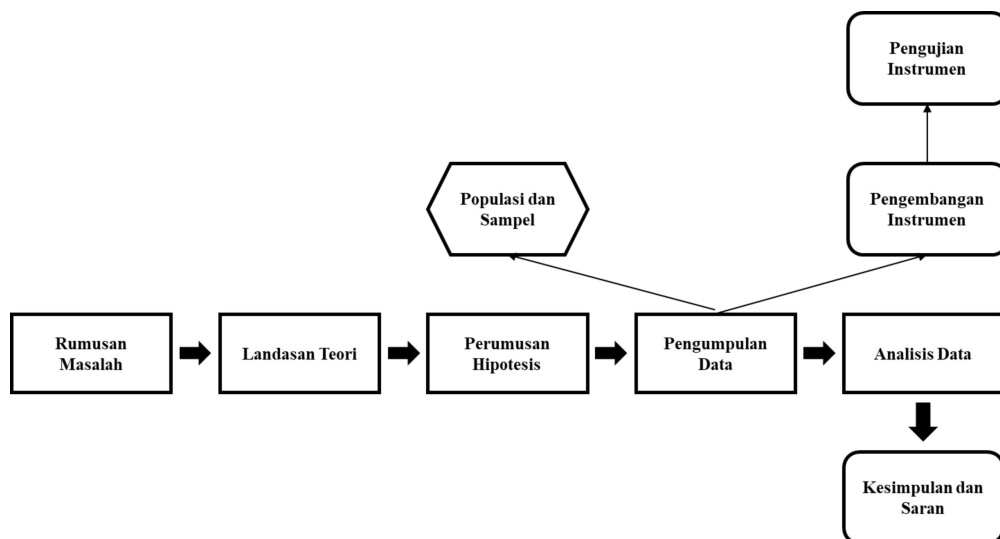 Pengujian
Instrumen
Populasi dan
Sampel
Pengembangan
Instrumen
Rumusan
Masalah
Landasan Teori
Perumusan
Hipotesis
Pengumpulan
Data
Analisis Data
Kesimpulan dan
Saran